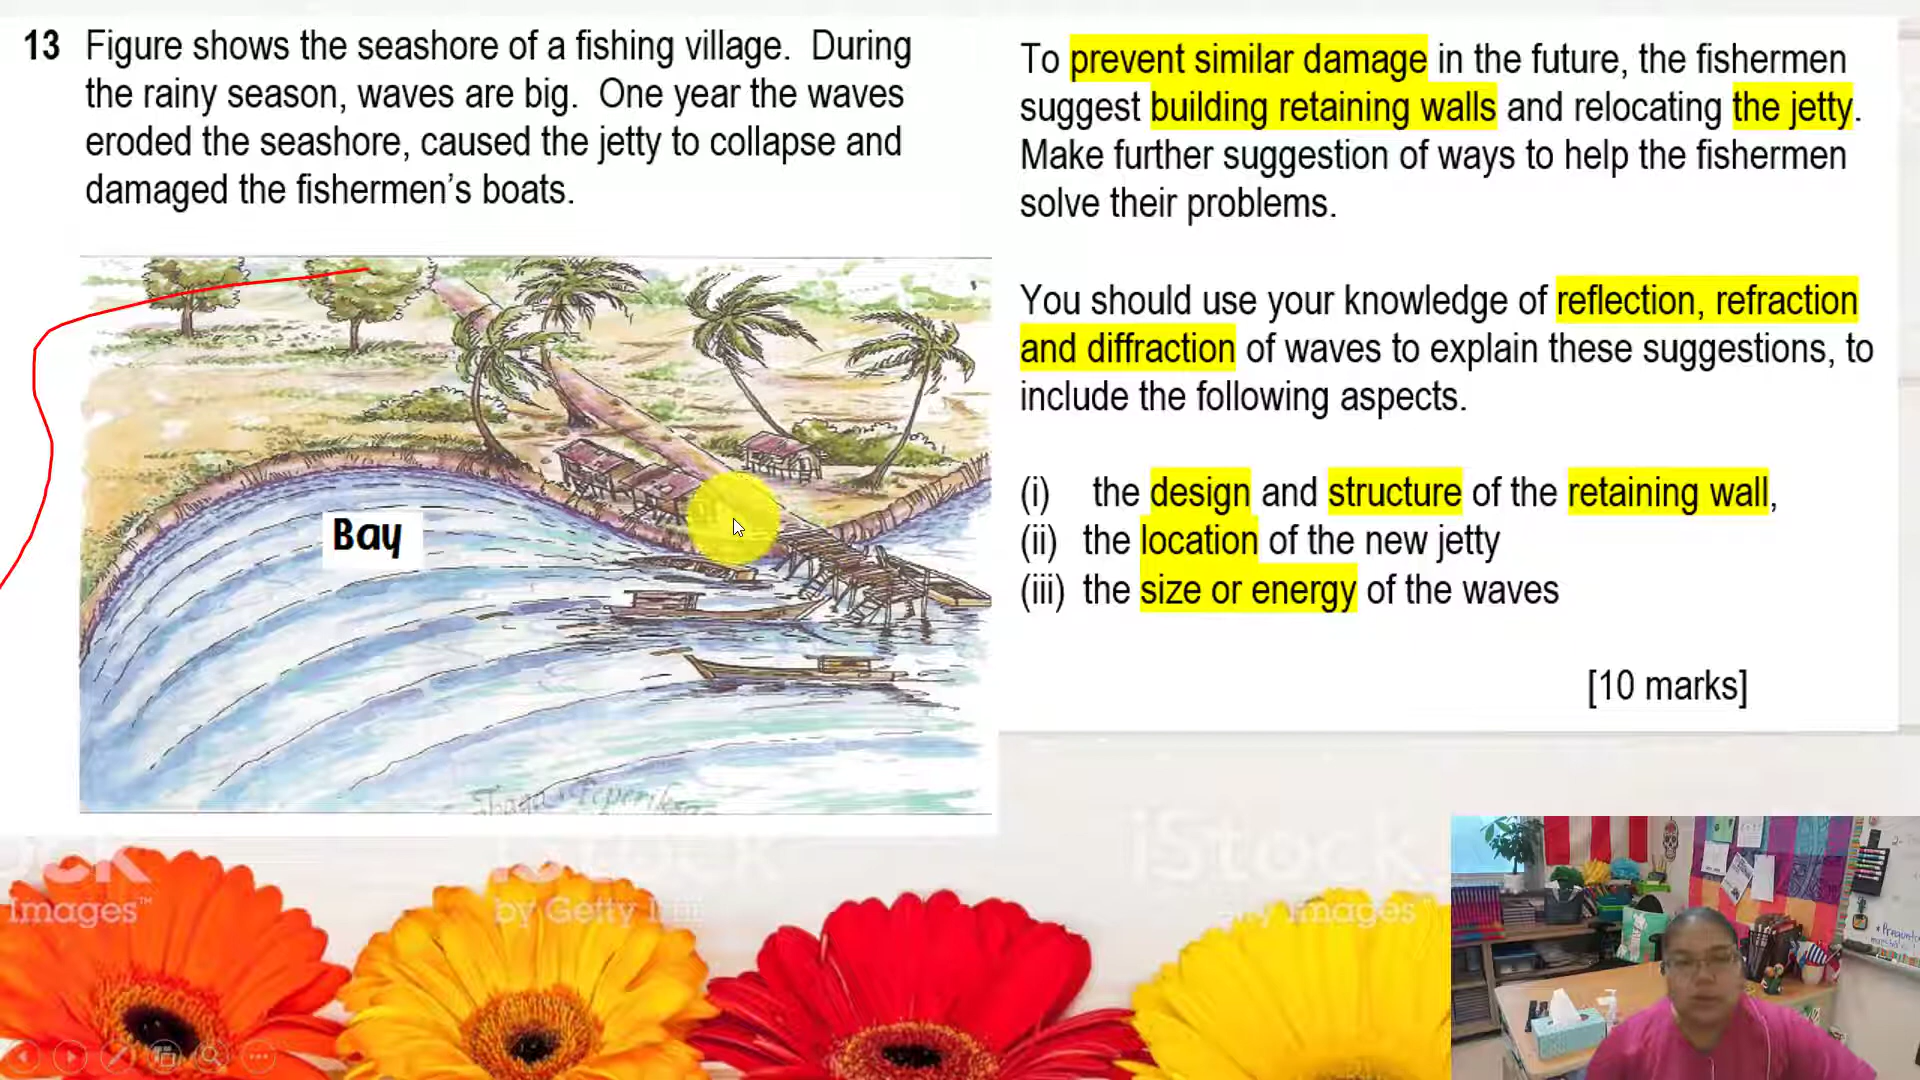 13 Figure shows the seashore of a fishing village. During
the rainy season, waves are big. One year the waves
eroded the seashore, caused the jetty to collapse and
damaged the fishermen's boats.
Bay
To prevent similar damage in the future, the fishermen
suggest building retaining walls and relocating the jetty.
Make further suggestion of ways to help the fishermen
solve their problems.
You should use your knowledge of reflection, refraction
and diffraction of waves to explain these suggestions, to
include the following aspects.
(i) the design and structure of the retaining wall,
(ii) the location of the new jetty
(iii) the size or energy of the waves
[10 marks]
iStock
Images™
by Getty